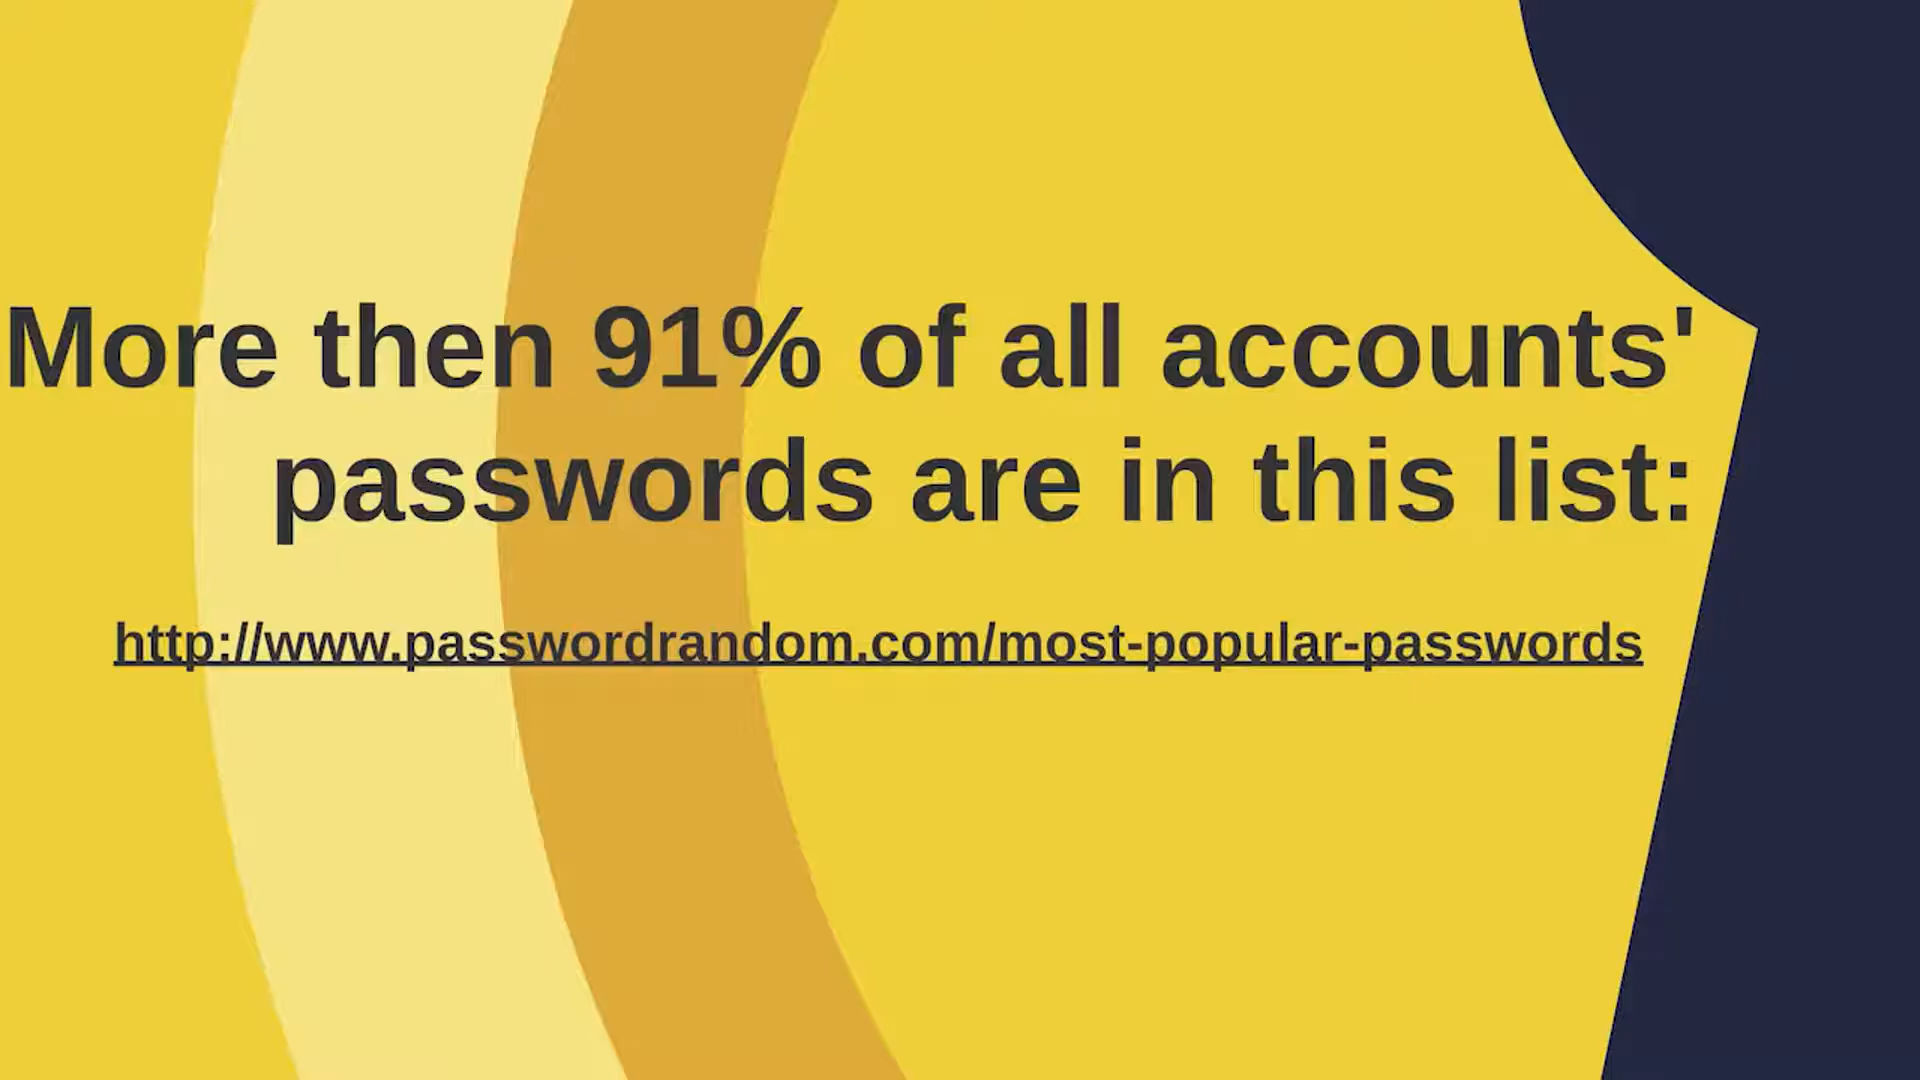 More then 91% of all accounts'
passwords are in this list:
http://www.passwordrandom.com/most-popular-passwords